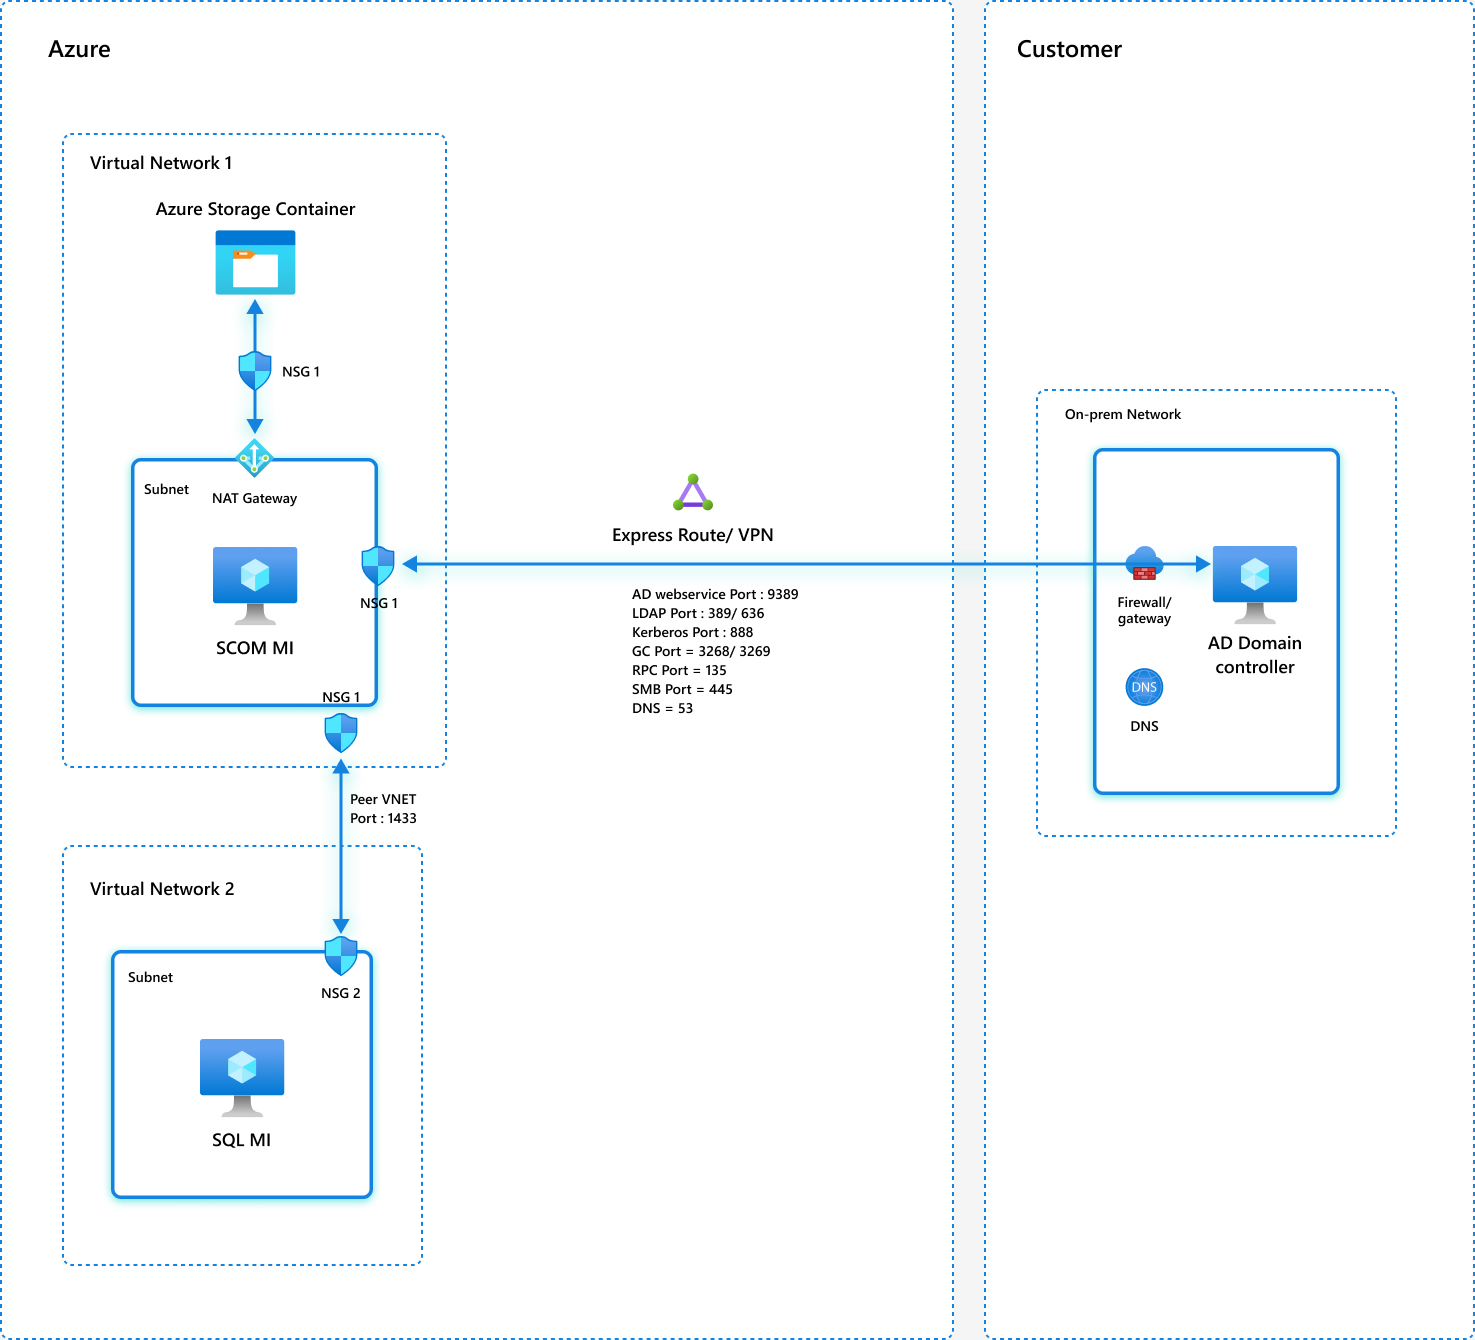 Azure
Customer
Virtual Network 1
Azure Storage Container
NSG 1
On-prem Network
Subnet
NAT Gateway
Express Route/ VPN
NSG 1
SCOM MI
NSG 1
AD webservice Port : 9389
LDAP Port : 389/ 636
Kerberos Port : 888
GC Port = 3268/ 3269
RPC Port = 135
SMB Port = 445
DNS = 53
Firewall/
gateway
AD Domain
controller
DNS
DNS
Peer VNET
Port : 1433
Virtual Network 2
Subnet
NSG 2
SQL MI